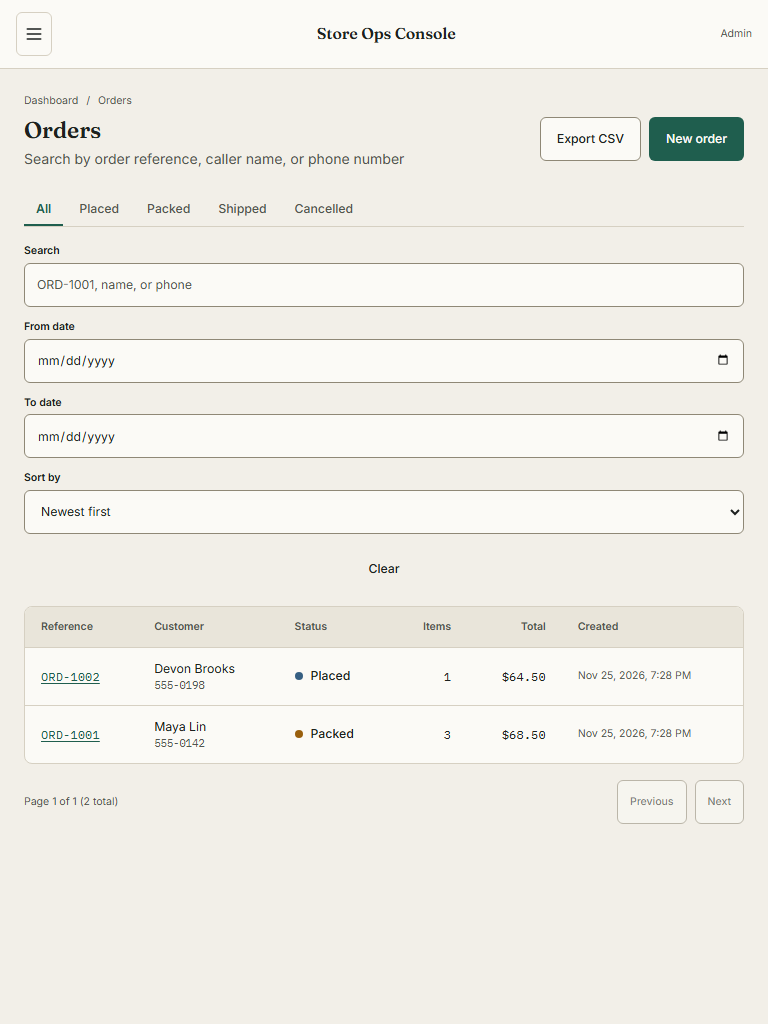 Store Ops Console
Admin
Dashboard / Orders
Orders
Search by order reference, caller name, or phone number
Export CSV
New order
All Placed Packed Shipped Cancelled
Search
ORD-1001, name, or phone
From date
mm/dd/yyyy
To date
mm/dd/yyyy
Sort by
Newest first
Clear
Reference Customer Status Items Total Created
ORD-1002 Devon Brooks 555-0198 Placed 1 $64.50 Nov 25, 2026, 7:28 PM
ORD-1001 Maya Lin 555-0142 Packed 3 $68.50 Nov 25, 2026, 7:28 PM
Page 1 of 1 (2 total)
Previous Next